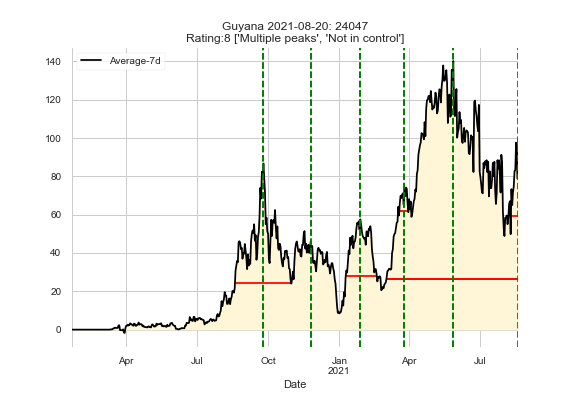 Guyana 2021-08-20: 24047
Rating:8 ['Multiple peaks', 'Not in control']
Average-7d
140
120
100
80
60
40
20
0
Apr
Jul
Oct
Jan
2021
Apr
Jul
Date